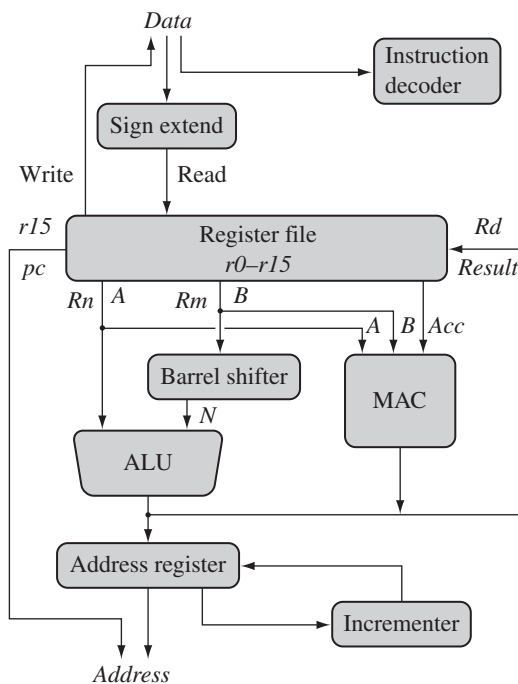 Data
Instruction
decoder
Sign extend
Write
Read
r15
Register file
Rd
pc
r0–r15
Result
Rn
A
Rm
B
A
B
Acc
Barrel shifter
MAC
N
ALU
Address register
Incrementer
Address